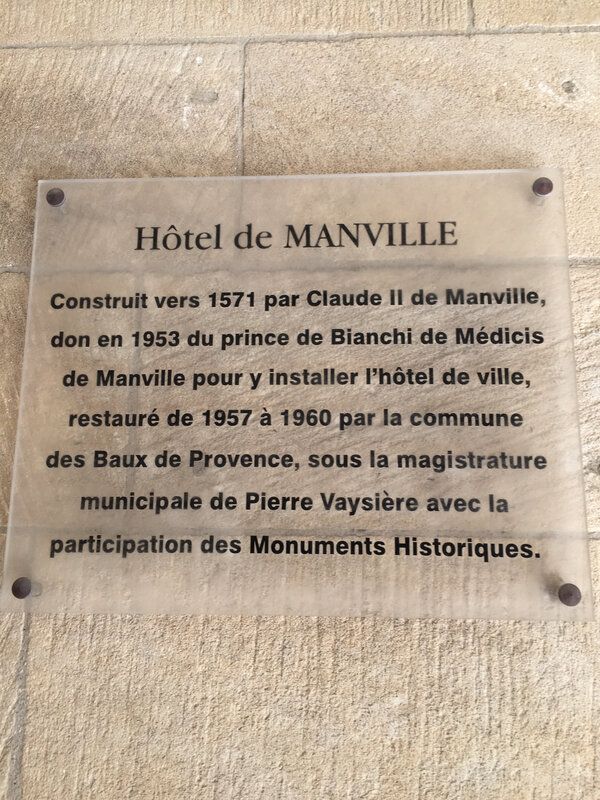 Hôtel de MANVILLE
Construit vers 1571 par Claude II de Manville,
don en 1953 du prince de Bianchi de Médicis
de Manville pour y installer l'hôtel de ville,
restauré de 1957 à 1960 par la commune
des Baux de Provence, sous la magistrature
municipale de Pierre Vaysière avec la
participation des Monuments Historiques.